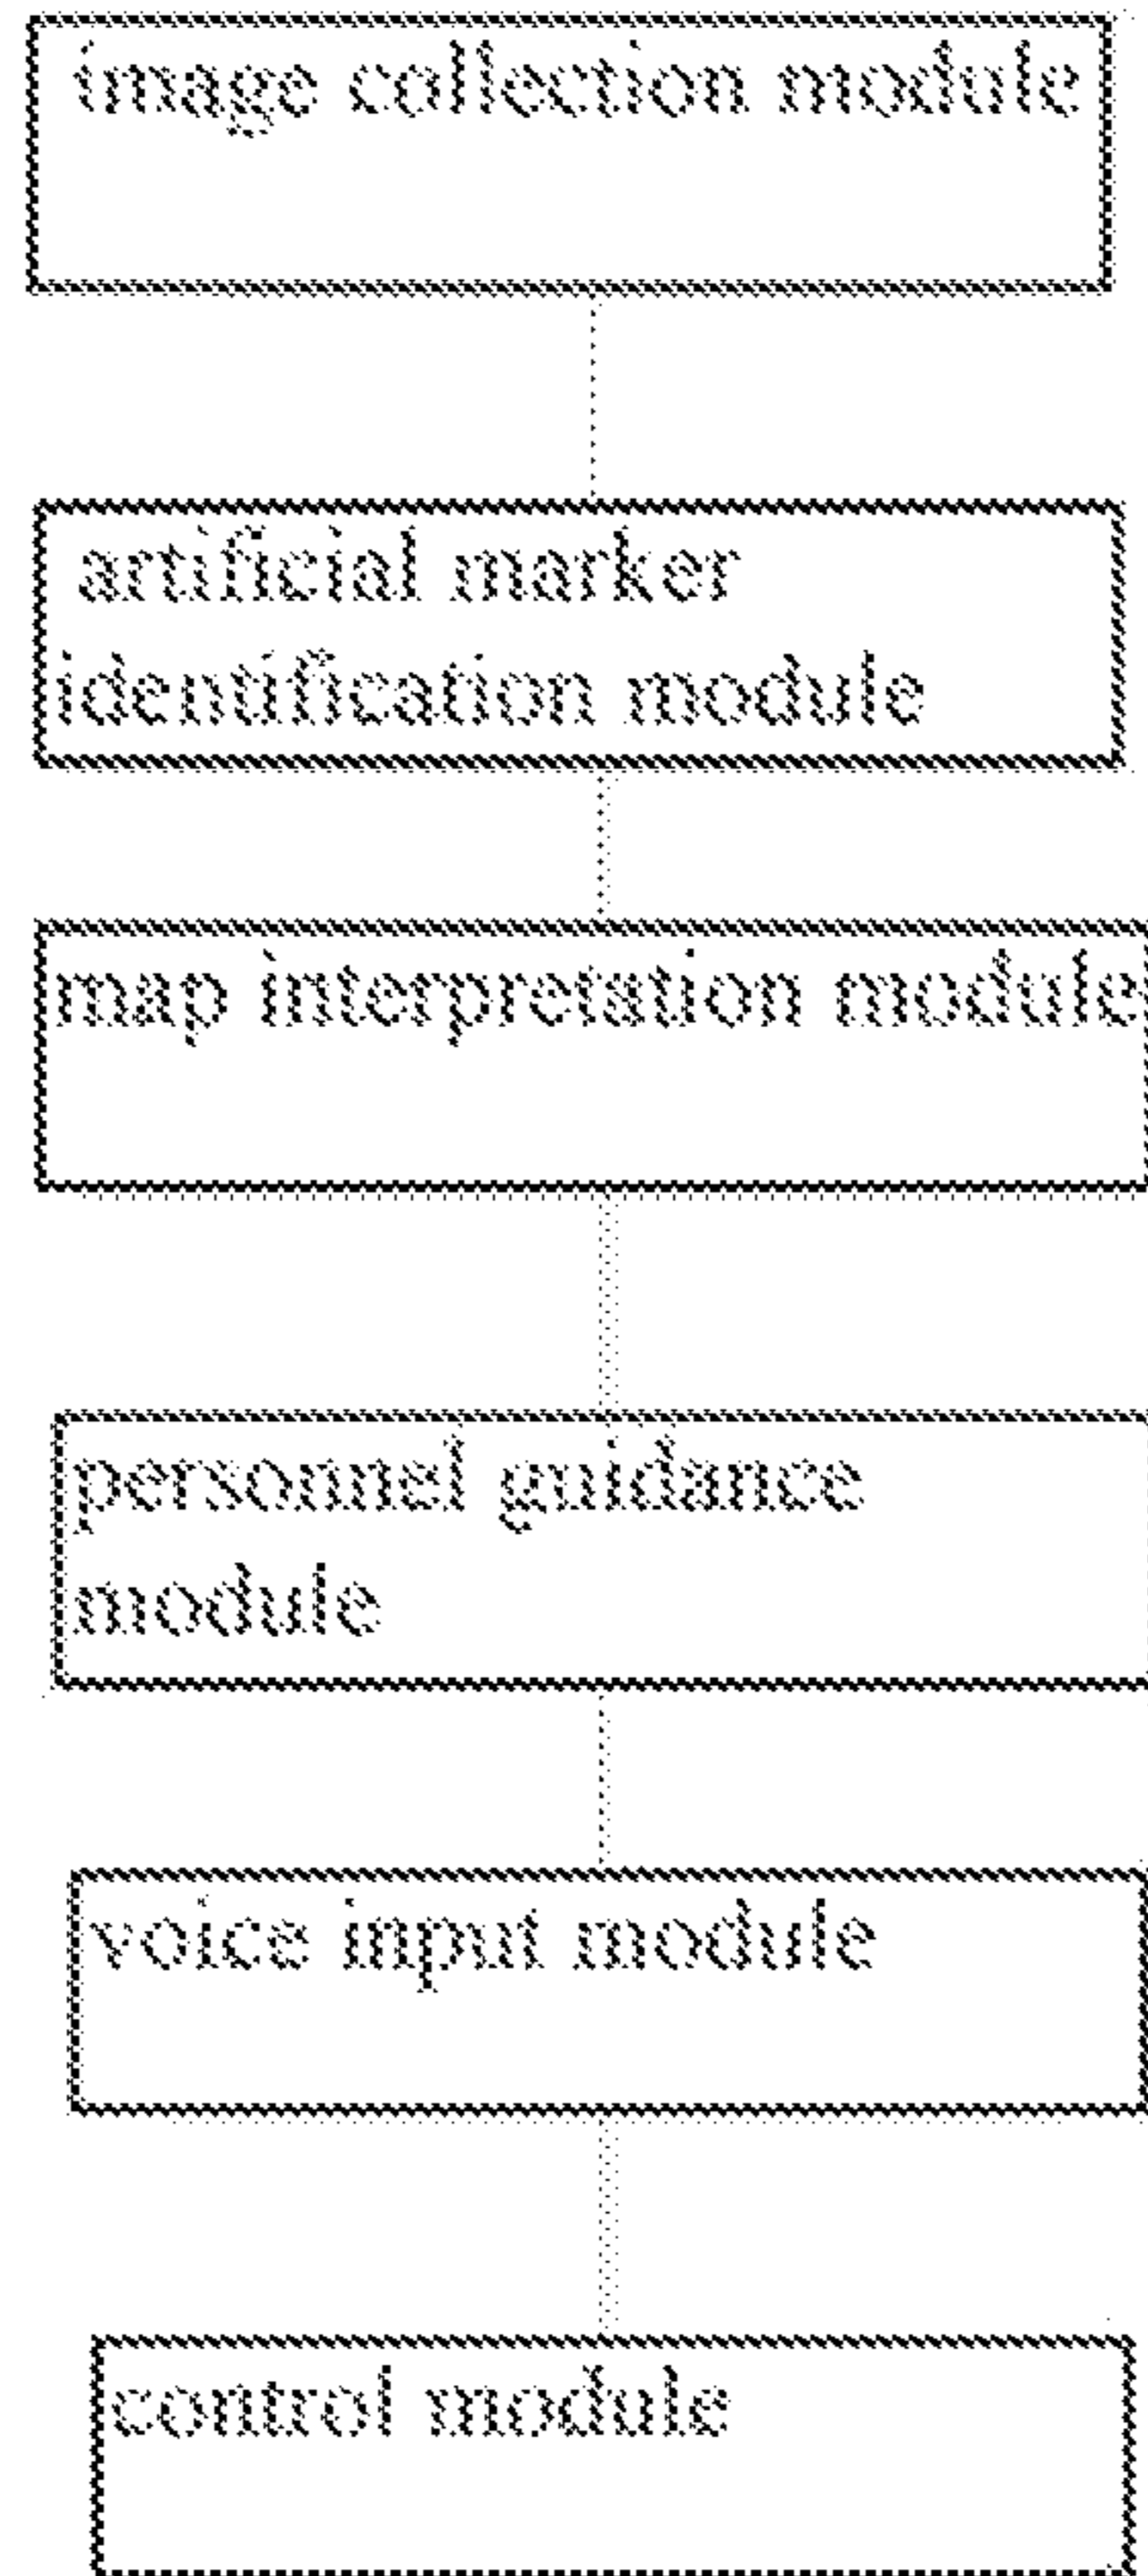 image collection module
artificial marker
identification module
map interpretation module
personnel guidance
module
voice input module
control module